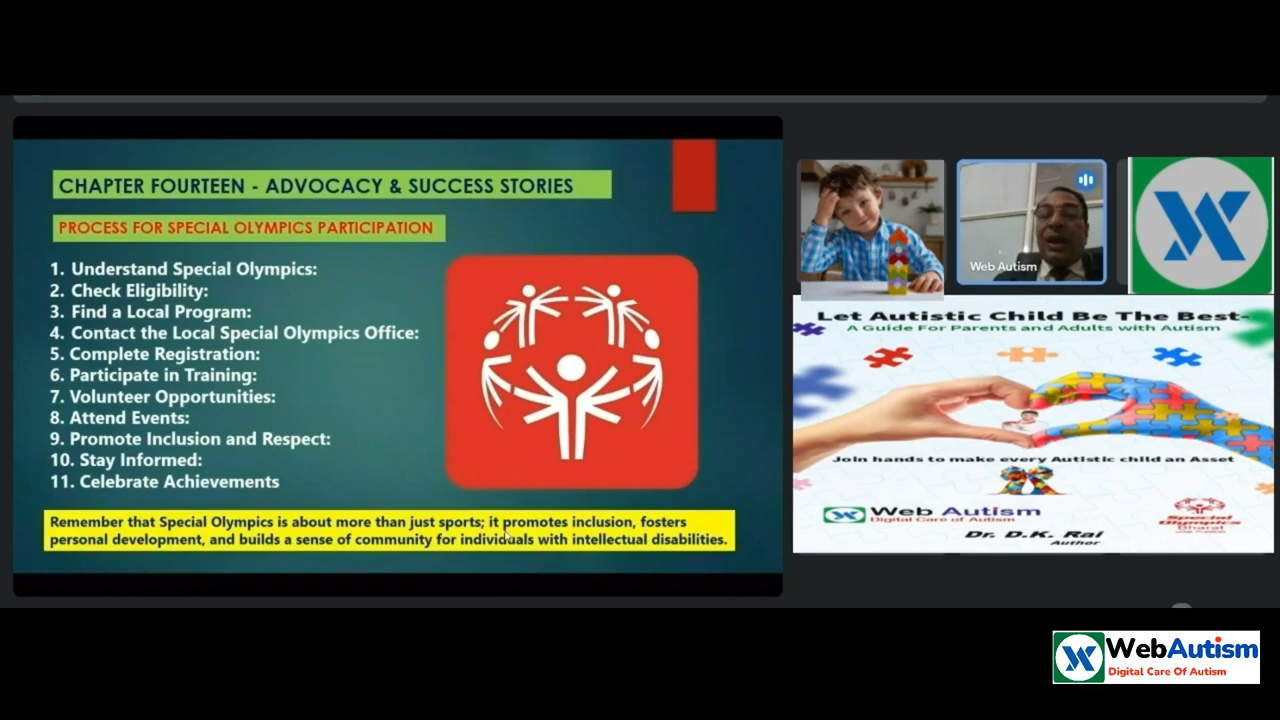 CHAPTER FOURTEEN - ADVOCACY & SUCCESS STORIES
PROCESS FOR SPECIAL OLYMPICS PARTICIPATION
1. Understand Special Olympics:
2. Check Eligibility:
3. Find a Local Program:
4. Contact the Local Special Olympics Office:
5. Complete Registration:
6. Participate in Training:
7. Volunteer Opportunities:
8. Attend Events:
9. Promote Inclusion and Respect:
10. Stay Informed:
11. Celebrate Achievements
Remember that Special Olympics is about more than just sports; it promotes inclusion, fosters
personal development, and builds a sense of community for individuals with intellectual disabilities.
Web Autism
Let Autistic Child Be The Best-
A Guide For Parents and Adults with Autism
Join hands to make every Autistic child an Asset
Web Autism
Digital Care of Autism
Special
Olympics
Bharat
Dr. D.K. Rai
Author
WebAutism
Digital Care Of Autism